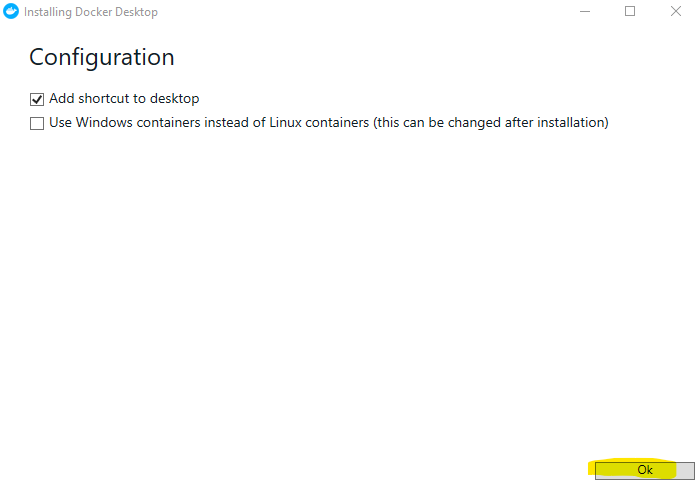 Installing Docker Desktop
Configuration
Add shortcut to desktop
Use Windows containers instead of Linux containers (this can be changed after installation)
Ok